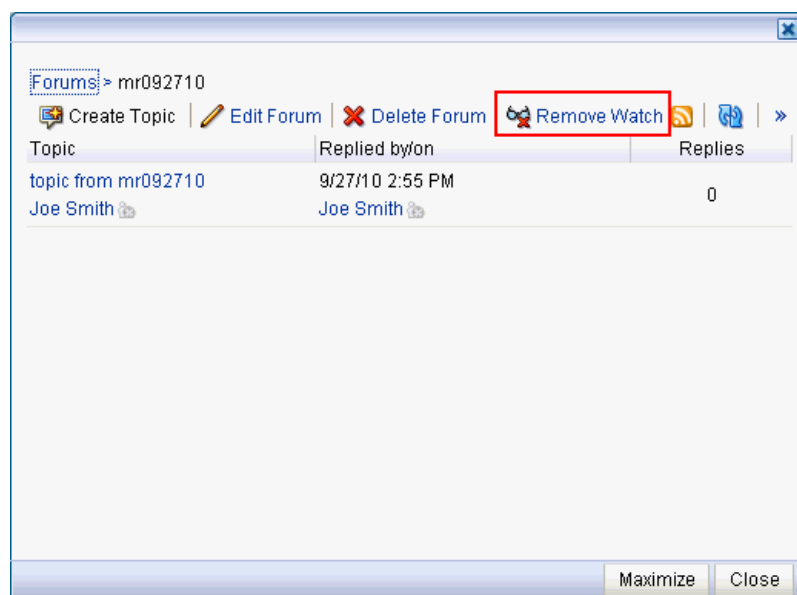 Forums > mr092710
Create Topic Edit Forum Delete Forum Remove Watch »
Topic Replied by/on Replies
topic from mr092710 9/27/10 2:55 PM 0
Joe Smith Joe Smith
Maximize Close